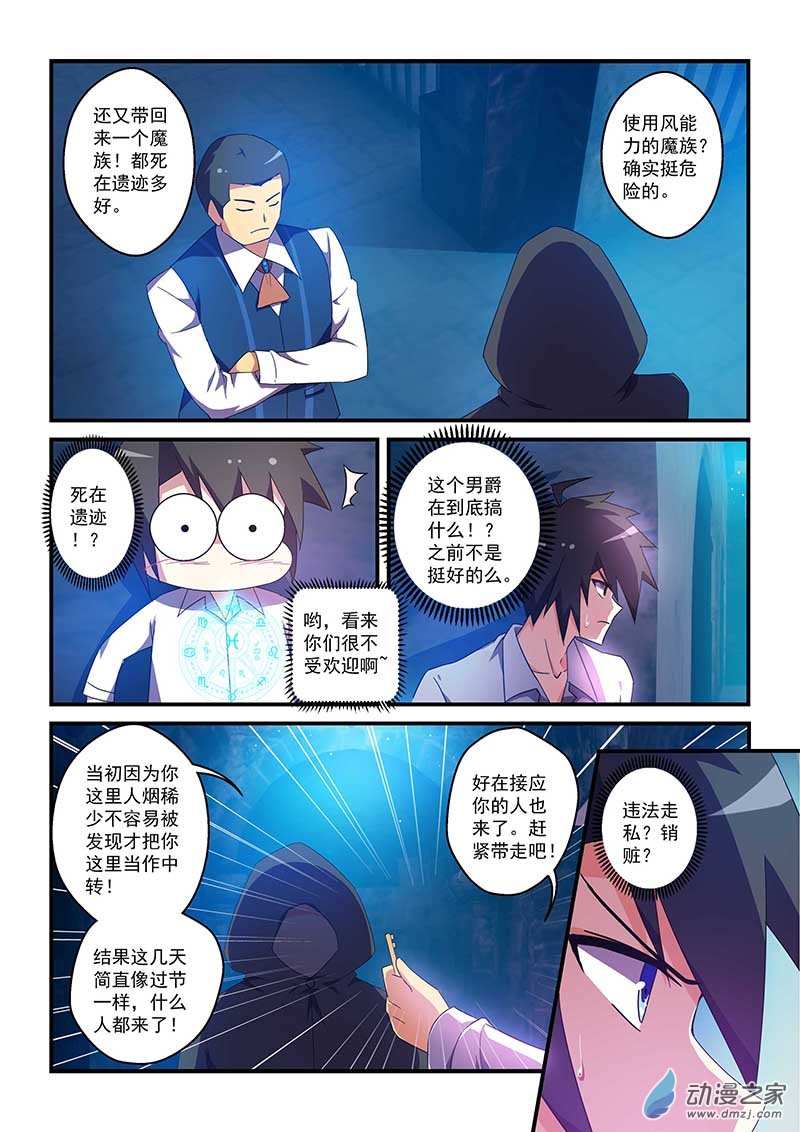 还又带回
来一个魔
族！都死
在遗迹多
好。
使用风能
力的魔族？
确实挺危
险的。
死在
遗迹
！？
哟，看来
你们很不
受欢迎啊~
这个男爵
在到底搞
什么！？
之前不是
挺好的么。
当初因为你
这里人烟稀
少不容易被
发现才把你
这里当作中
转！
结果这几天
简直像过节
一样，什么
人都来了！
好在接应
你的人也
来了。赶
紧带走吧！
违法走
私？销
赃？
动漫之家
www.dmzj.com